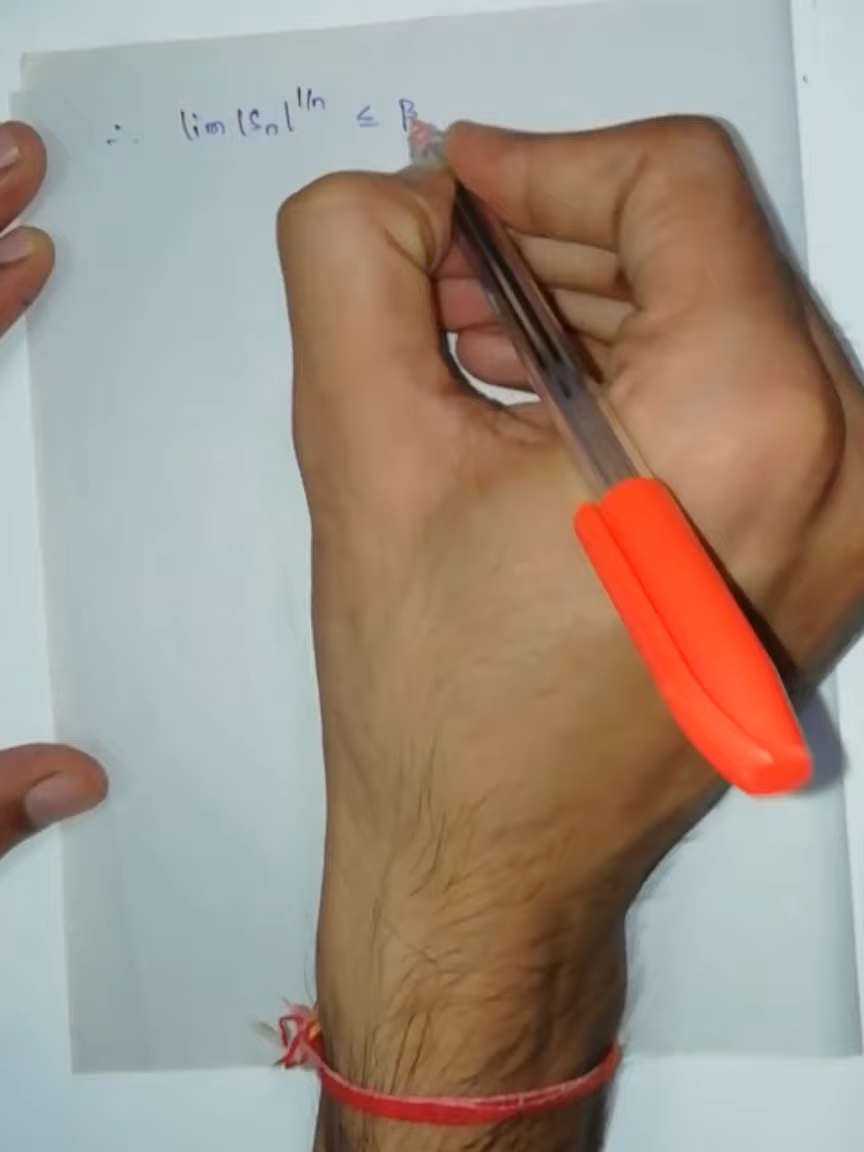 ∴ lim |Sn|^1/n ≤ β